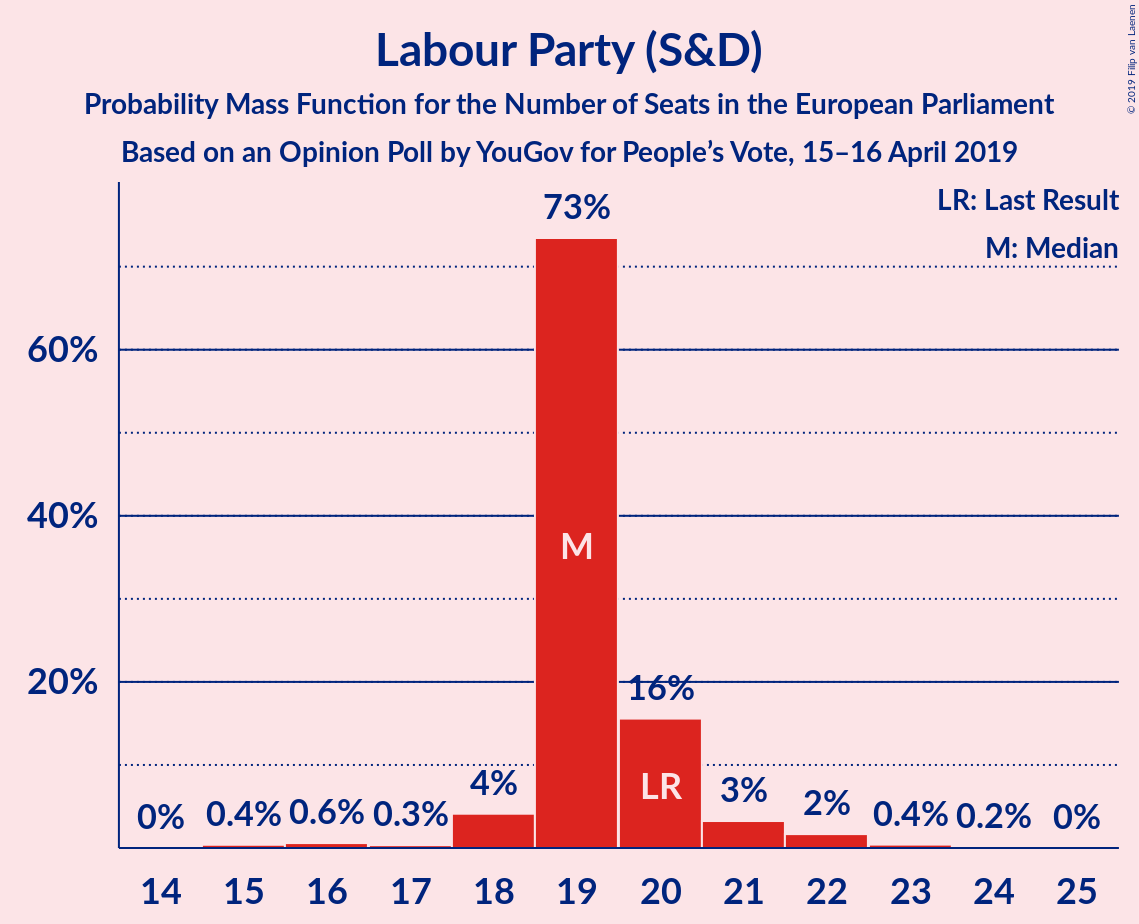 Labour Party (S&D)
Probability Mass Function for the Number of Seats in the European Parliament
Based on an Opinion Poll by YouGov for People’s Vote, 15–16 April 2019
© 2019 Filip van Laenen
LR: Last Result
M: Median
60%
40%
20%
0%
0.4%
0.6%
0.3%
4%
73%
16%
3%
2%
0.4%
0.2%
0%
M
LR
14 15 16 17 18 19 20 21 22 23 24 25